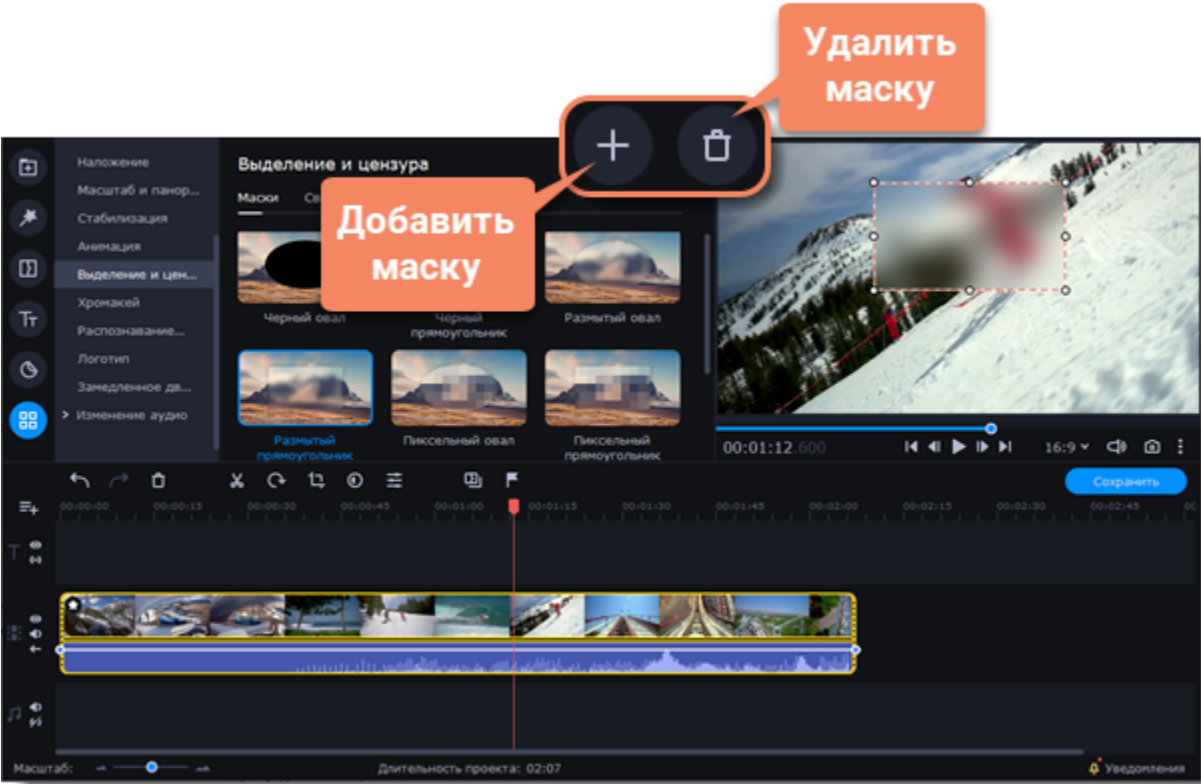 Удалить
маску
Добавить
маску
Наложение
Масштаб и панор...
Стабилизация
Анимация
Выделение и цен...
Хромакей
Распознавание...
Логотип
Замедленное дв...
Изменение аудио
Выделение и цензура
Маски
Св
Черный овал
Черный
прямоугольник
Размытый овал
Размытый
прямоугольник
Пиксельный овал
Пиксельный
прямоугольник
00:01:12.600
16:9
Сохранить
00:00:00 00:00:15 00:00:30 00:00:45 00:01:00 00:01:15 00:01:30 00:01:45 00:02:00 00:02:15 00:02:30 00:02:45
Масштаб:
Длительность проекта: 02:07
Уведомления